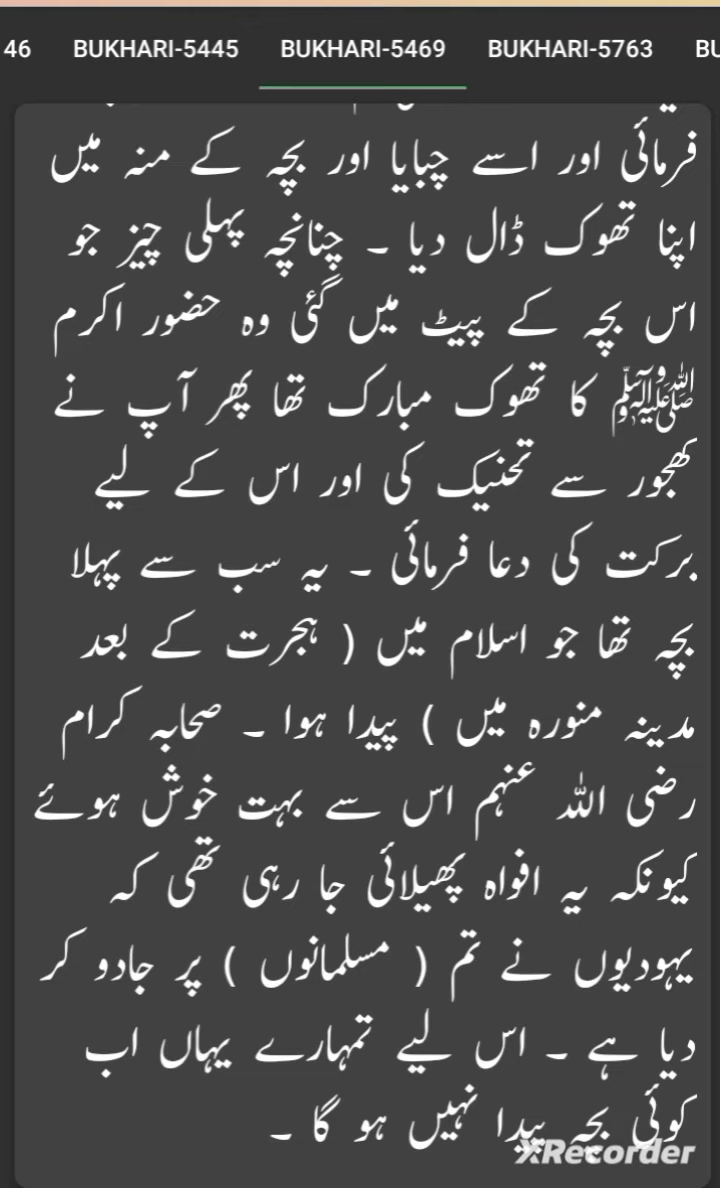 46 BUKHARI-5445 BUKHARI-5469 BUKHARI-5763 BU
فرمائی اور اسے چبایا اور بچہ کے منہ میں
اپنا تھوک ڈال دیا ۔ چنانچہ پہلی چیز جو
اس بچہ کے پیٹ میں گئی وہ حضور اکرم
ﷺ کا تھوک مبارک تھا پھر آپ نے
کھجور سے تحنیک کی اور اس کے لیے
برکت کی دعا فرمائی ۔ یہ سب سے پہلا
بچہ تھا جو اسلام میں ( ہجرت کے بعد
مدینہ منورہ میں ) پیدا ہوا ۔ صحابہ کرام
رضی اللہ عنہم اس سے بہت خوش ہوئے
کیونکہ یہ افواہ پھیلائی جا رہی تھی کہ
یہودیوں نے تم ( مسلمانوں ) پر جادو کر
دیا ہے ۔ اس لیے تمہارے یہاں اب
کوئی بچہ پیدا نہیں ہو گا ۔
XRecorder